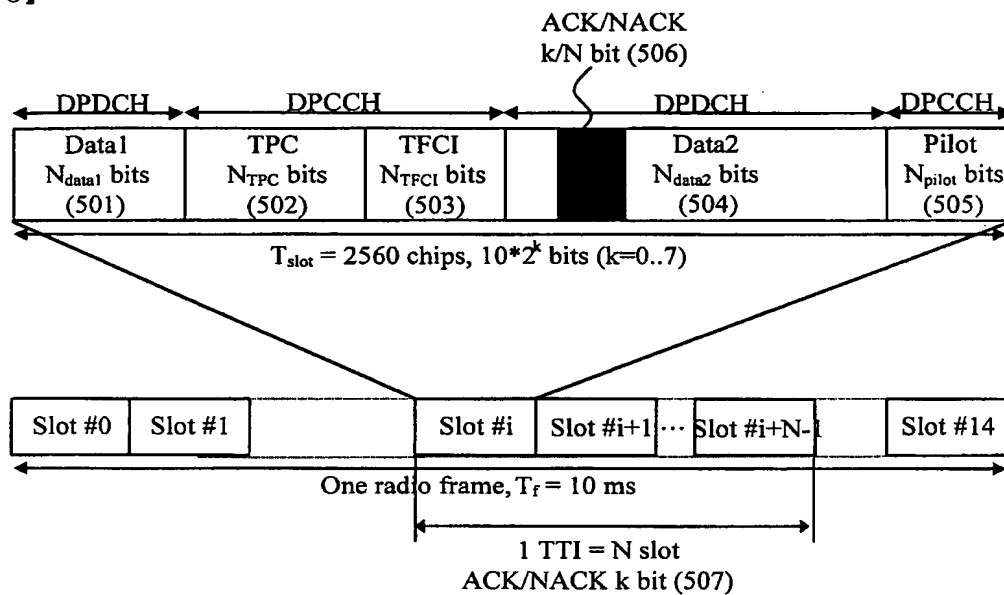 ACK/NACK
k/N bit (506)
DPDCH DPCCH DPDCH DPCCH
Data1 TPC TFCI Data2 Pilot
N_data1 bits N_TPC bits N_TFCI bits N_data2 bits N_pilot bits
(501) (502) (503) (504) (505)
T_slot = 2560 chips, 10*2^k bits (k=0..7)
Slot #0 Slot #1 Slot #i Slot #i+1 ... Slot #i+N-1 Slot #14
One radio frame, T_f = 10 ms
1 TTI = N slot
ACK/NACK k bit (507)